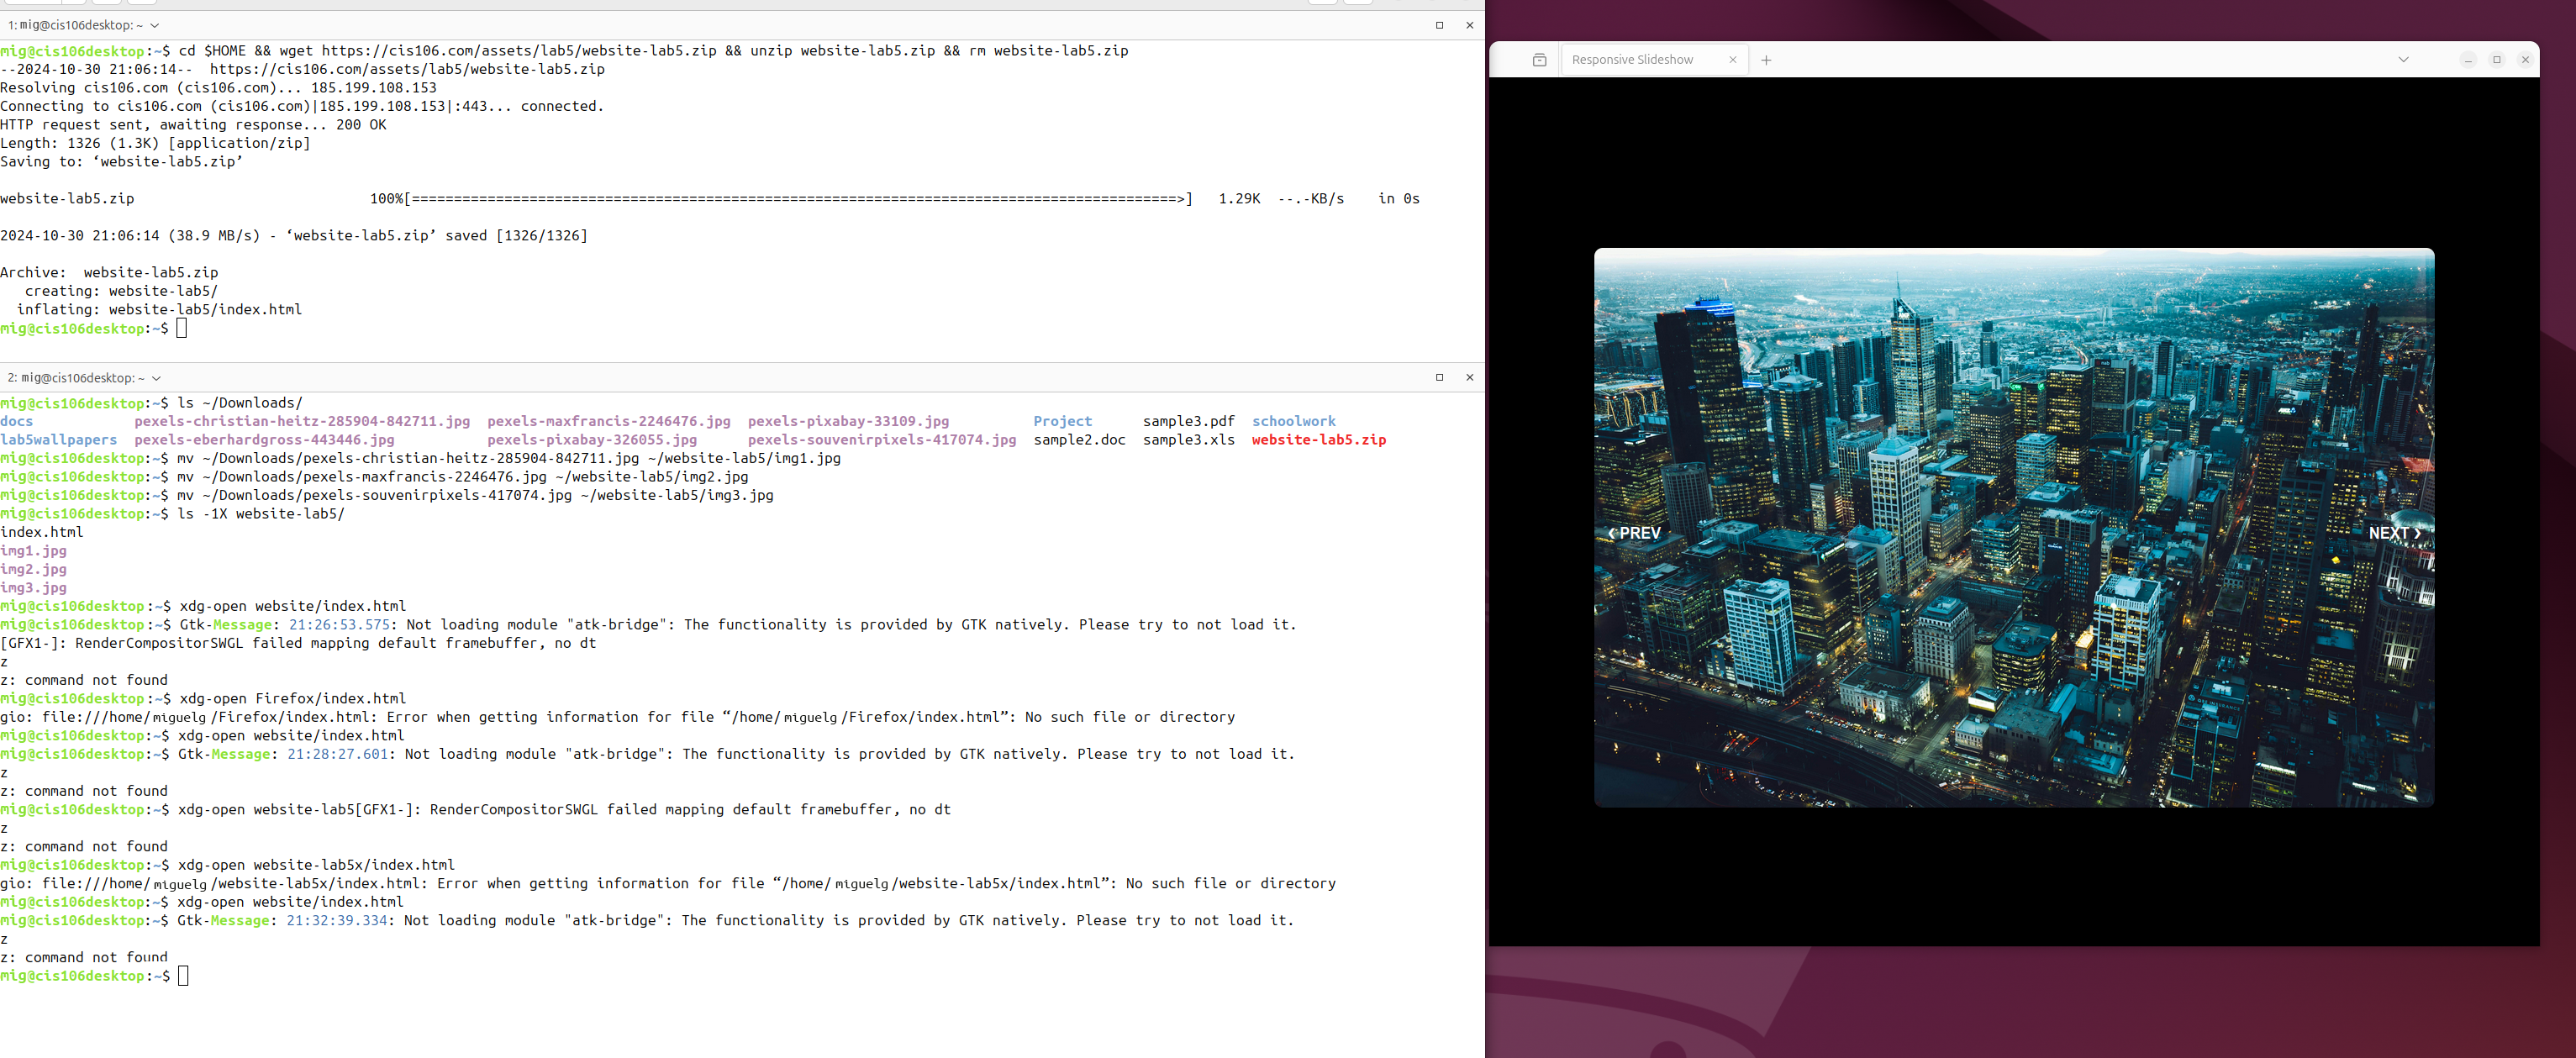 1: mig@cis106desktop: ~
mig@cis106desktop:~$ cd $HOME && wget https://cis106.com/assets/lab5/website-lab5.zip && unzip website-lab5.zip && rm website-lab5.zip
--2024-10-30 21:06:14--  https://cis106.com/assets/lab5/website-lab5.zip
Resolving cis106.com (cis106.com)... 185.199.108.153
Connecting to cis106.com (cis106.com)|185.199.108.153|:443... connected.
HTTP request sent, awaiting response... 200 OK
Length: 1326 (1.3K) [application/zip]
Saving to: ‘website-lab5.zip’
website-lab5.zip 100%[===========================================================================================>] 1.29K --.-KB/s in 0s
2024-10-30 21:06:14 (38.9 MB/s) - ‘website-lab5.zip’ saved [1326/1326]
Archive:  website-lab5.zip
creating: website-lab5/
inflating: website-lab5/index.html
mig@cis106desktop:~$
2: mig@cis106desktop: ~
mig@cis106desktop:~$ ls ~/Downloads/
docs pexels-christian-heitz-285904-842711.jpg pexels-maxfrancis-2246476.jpg pexels-pixabay-33109.jpg Project sample3.pdf schoolwork
lab5wallpapers pexels-eberhardgross-443446.jpg pexels-pixabay-326055.jpg pexels-souvenirpixels-417074.jpg sample2.doc sample3.xls website-lab5.zip
mig@cis106desktop:~$ mv ~/Downloads/pexels-christian-heitz-285904-842711.jpg ~/website-lab5/img1.jpg
mig@cis106desktop:~$ mv ~/Downloads/pexels-maxfrancis-2246476.jpg ~/website-lab5/img2.jpg
mig@cis106desktop:~$ mv ~/Downloads/pexels-souvenirpixels-417074.jpg ~/website-lab5/img3.jpg
mig@cis106desktop:~$ ls -1X website-lab5/
index.html
img1.jpg
img2.jpg
img3.jpg
mig@cis106desktop:~$ xdg-open website/index.html
mig@cis106desktop:~$ Gtk-Message: 21:26:53.575: Not loading module "atk-bridge": The functionality is provided by GTK natively. Please try to not load it.
[GFX1-]: RenderCompositorSWGL failed mapping default framebuffer, no dt
z
z: command not found
mig@cis106desktop:~$ xdg-open Firefox/index.html
gio: file:///home/miguelg/Firefox/index.html: Error when getting information for file “/home/miguelg/Firefox/index.html”: No such file or directory
mig@cis106desktop:~$ xdg-open website/index.html
mig@cis106desktop:~$ Gtk-Message: 21:28:27.601: Not loading module "atk-bridge": The functionality is provided by GTK natively. Please try to not load it.
z
z: command not found
mig@cis106desktop:~$ xdg-open website-lab5[GFX1-]: RenderCompositorSWGL failed mapping default framebuffer, no dt
z
z: command not found
mig@cis106desktop:~$ xdg-open website-lab5x/index.html
gio: file:///home/miguelg/website-lab5x/index.html: Error when getting information for file “/home/miguelg/website-lab5x/index.html”: No such file or directory
mig@cis106desktop:~$ xdg-open website/index.html
mig@cis106desktop:~$ Gtk-Message: 21:32:39.334: Not loading module "atk-bridge": The functionality is provided by GTK natively. Please try to not load it.
z
z: command not found
mig@cis106desktop:~$
Responsive Slideshow
❮ PREV
NEXT ❯